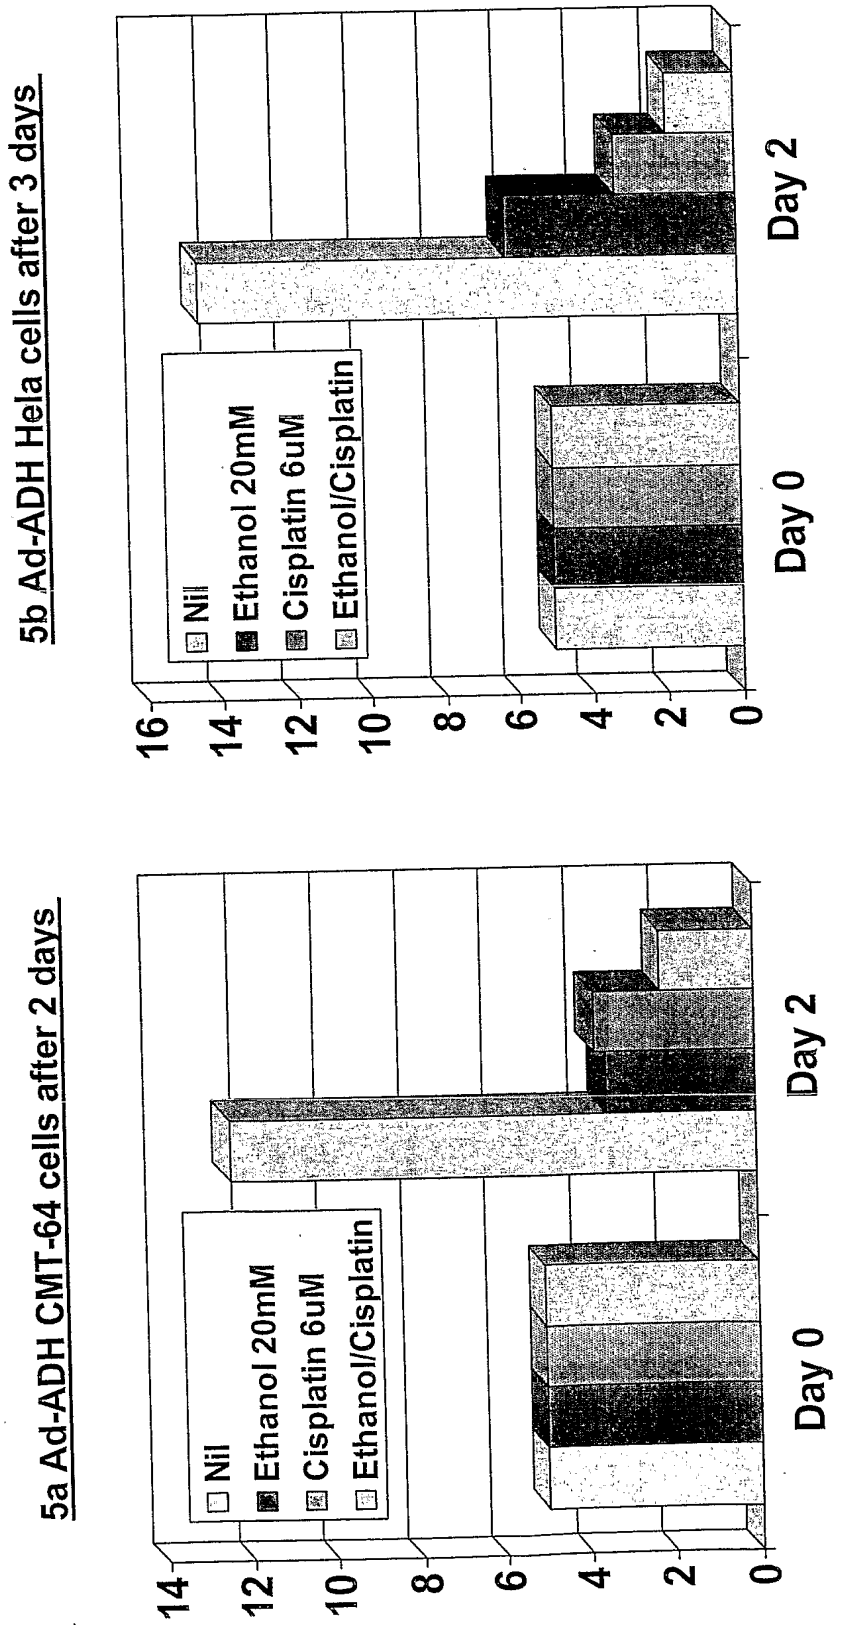 5a Ad-ADH CMT-64 cells after 2 days
14
12
10
8
6
4
2
0
Nil
Ethanol 20mM
Cisplatin 6uM
Ethanol/Cisplatin
Day 0
Day 2
5b Ad-ADH Hela cells after 3 days
16
14
12
10
8
6
4
2
0
Nil
Ethanol 20mM
Cisplatin 6uM
Ethanol/Cisplatin
Day 0
Day 2